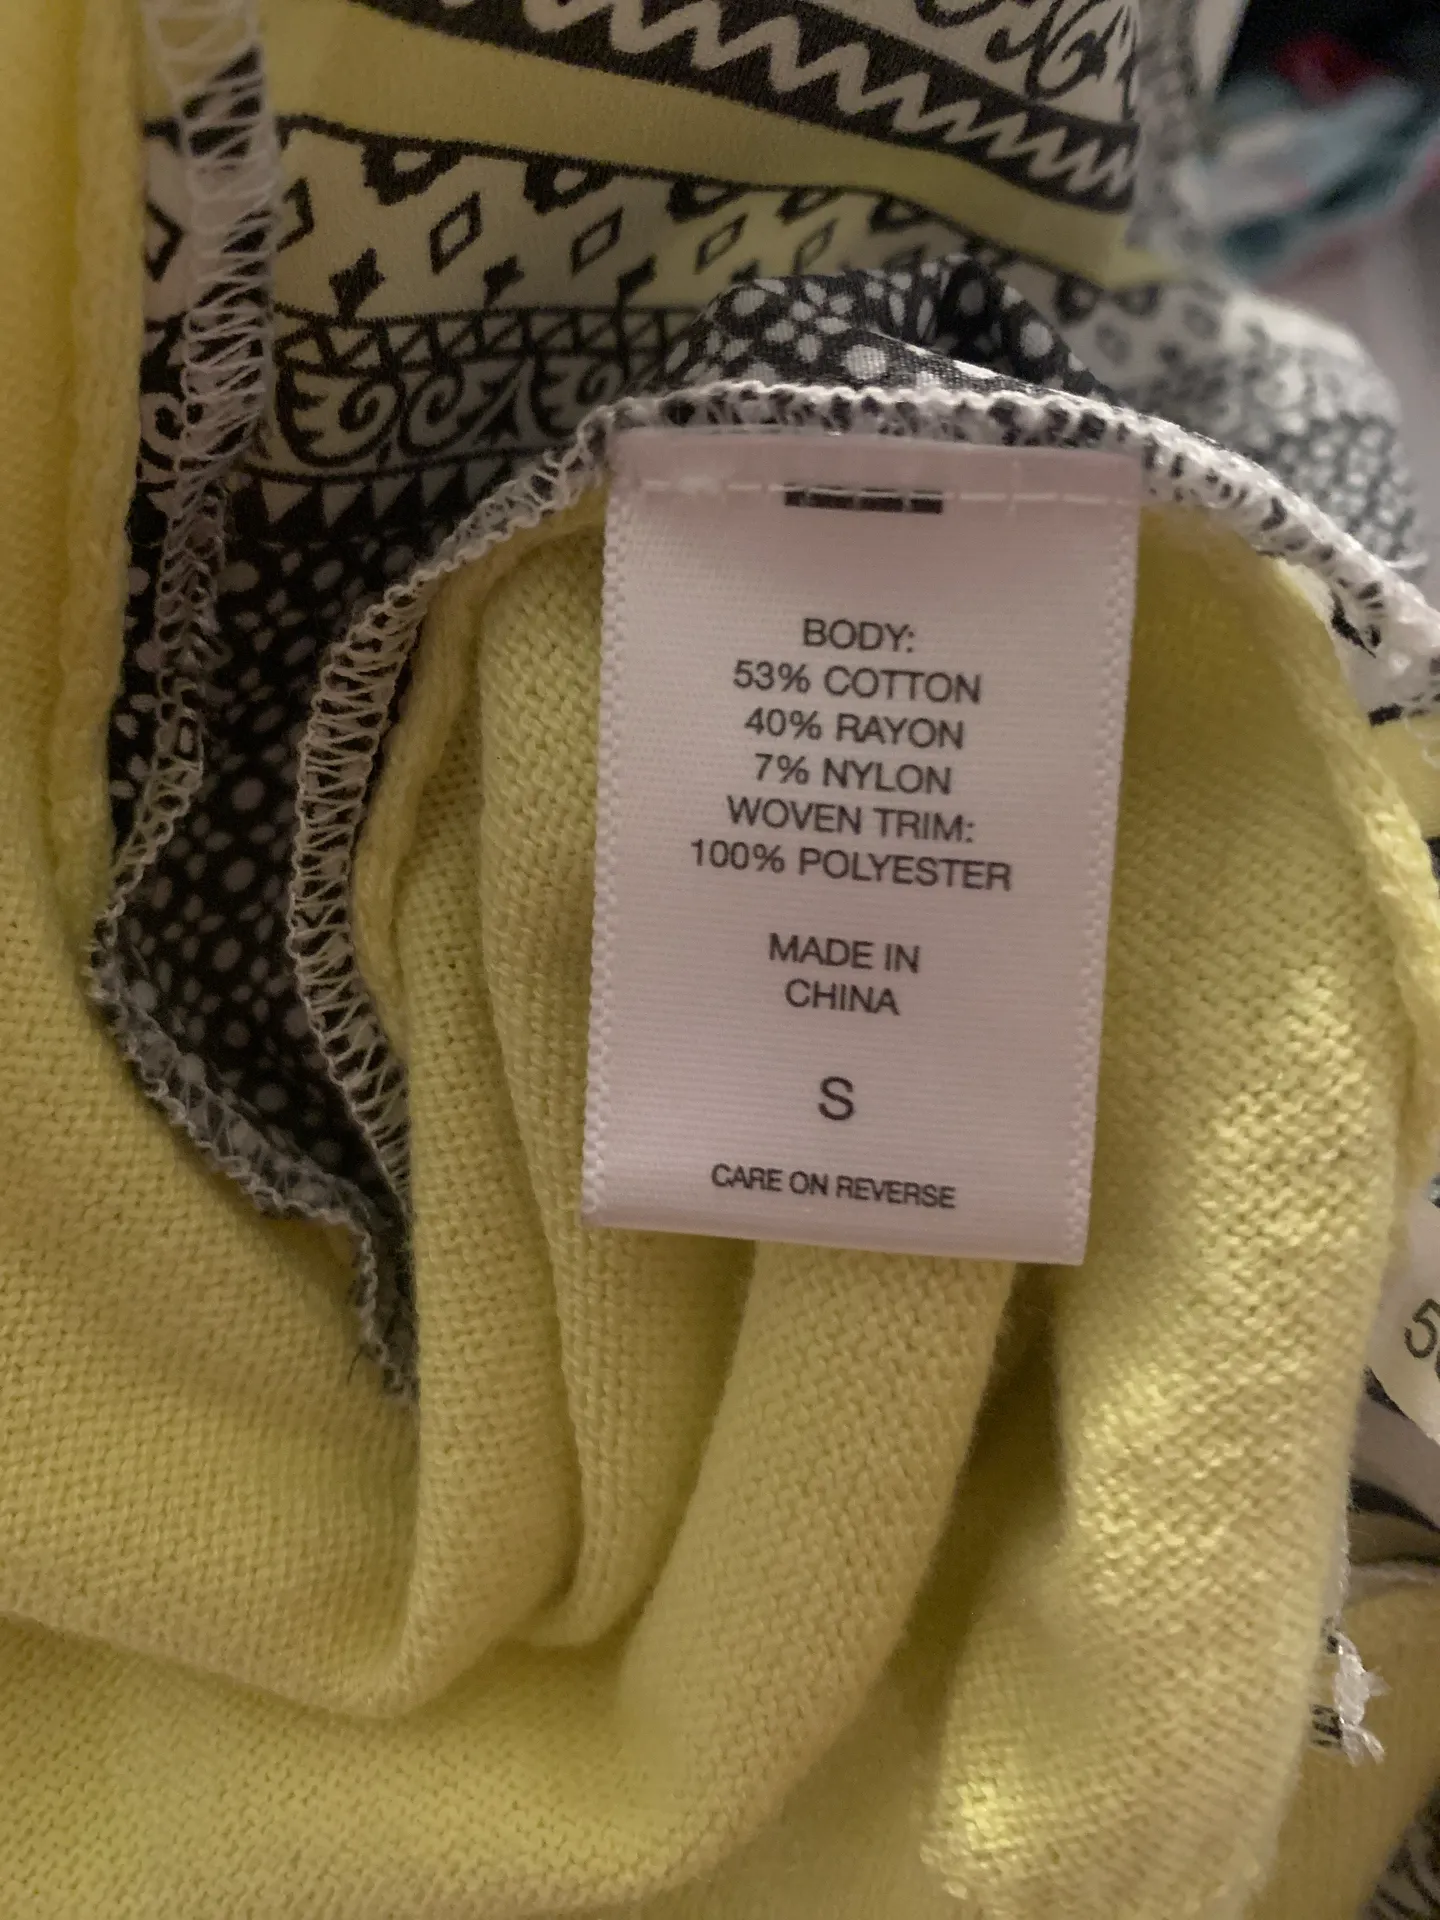 BODY:
53% COTTON
40% RAYON
7% NYLON
WOVEN TRIM:
100% POLYESTER
MADE IN
CHINA
S
CARE ON REVERSE